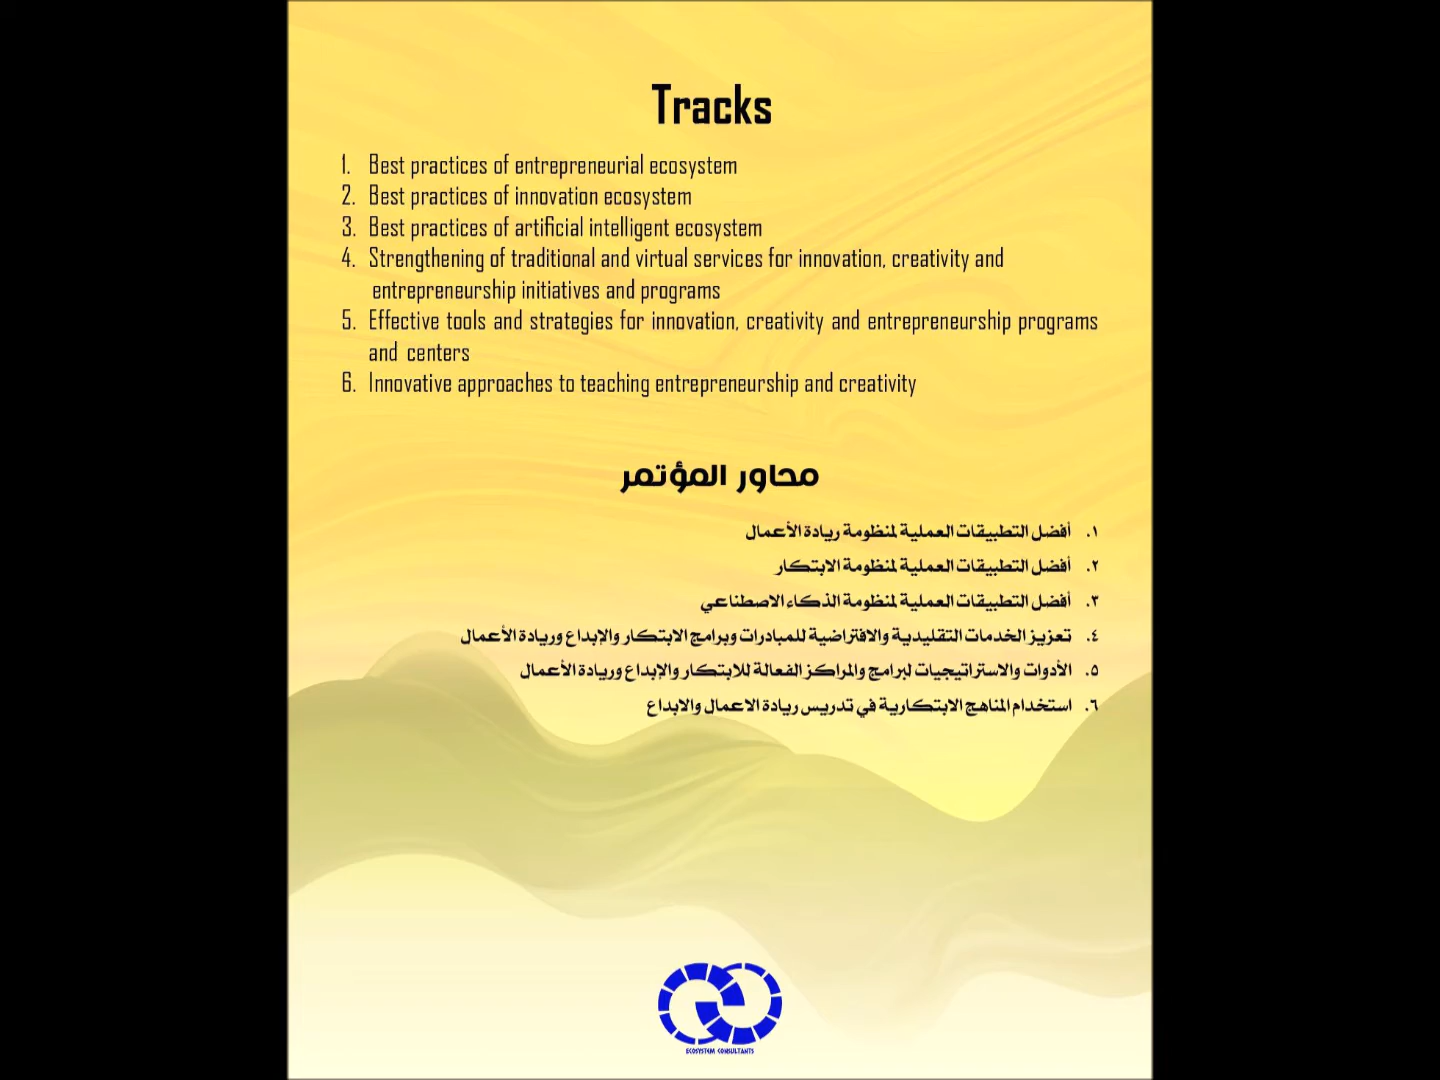 Tracks
1. Best practices of entrepreneurial ecosystem
2. Best practices of innovation ecosystem
3. Best practices of artificial intelligent ecosystem
4. Strengthening of traditional and virtual services for innovation, creativity and
entrepreneurship initiatives and programs
5. Effective tools and strategies for innovation, creativity and entrepreneurship programs
and centers
6. Innovative approaches to teaching entrepreneurship and creativity
محاور المؤتمر
١. أفضل التطبيقات العملية لمنظومة ريادة الأعمال
٢. أفضل التطبيقات العملية لمنظومة الابتكار
٣. أفضل التطبيقات العملية لمنظومة الذكاء الاصطناعي
٤. تعزيز الخدمات التقليدية والافتراضية للمبادرات وبرامج الابتكار والإبداع وريادة الأعمال
٥. الأدوات والاستراتيجيات لبرامج والمراكز الفعالة للابتكار والإبداع وريادة الأعمال
٦. استخدام المناهج الابتكارية في تدريس ريادة الاعمال والابداع
ECOSYSTEM CONSULTANTS